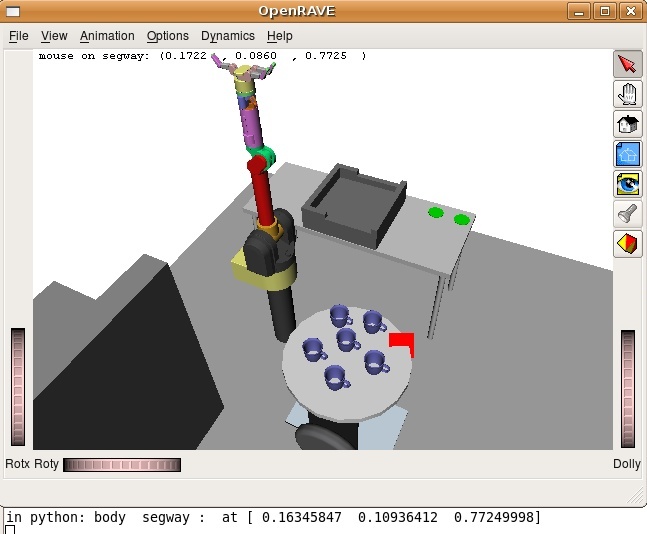 OpenRAVE
File View Animation Options Dynamics Help
mouse on segway: (0.1722 , 0.0860 , 0.7725 )
Rotx Roty Dolly
in python: body segway : at [ 0.16345847 0.10936412 0.77249998]